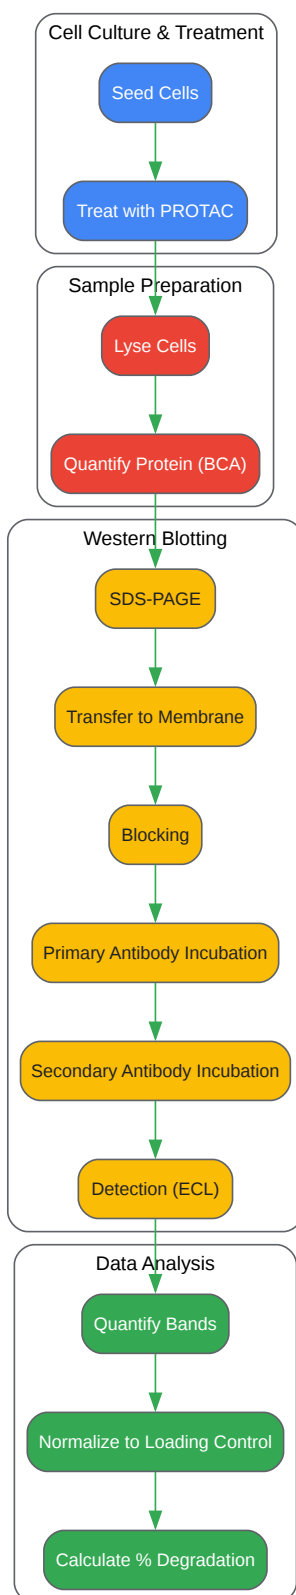 Cell Culture & Treatment
Seed Cells
Treat with PROTAC
Sample Preparation
Lyse Cells
Quantify Protein (BCA)
Western Blotting
SDS-PAGE
Transfer to Membrane
Blocking
Primary Antibody Incubation
Secondary Antibody Incubation
Detection (ECL)
Data Analysis
Quantify Bands
Normalize to Loading Control
Calculate % Degradation